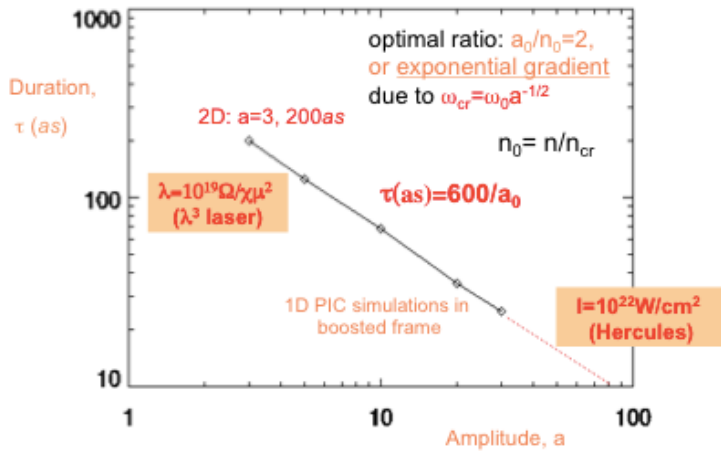 1000
optimal ratio: a₀/n₀=2,
or exponential gradient
due to ω_cr=ω₀a^-1/2
Duration,
τ (as)
2D: a=3, 200as
n₀= n/n_cr
λ=10¹⁹Ω/χμ²
(λ³ laser)
100
τ(as)=600/a₀
1D PIC simulations in
boosted frame
I=10²²W/cm²
(Hercules)
10
1
10
100
Amplitude, a